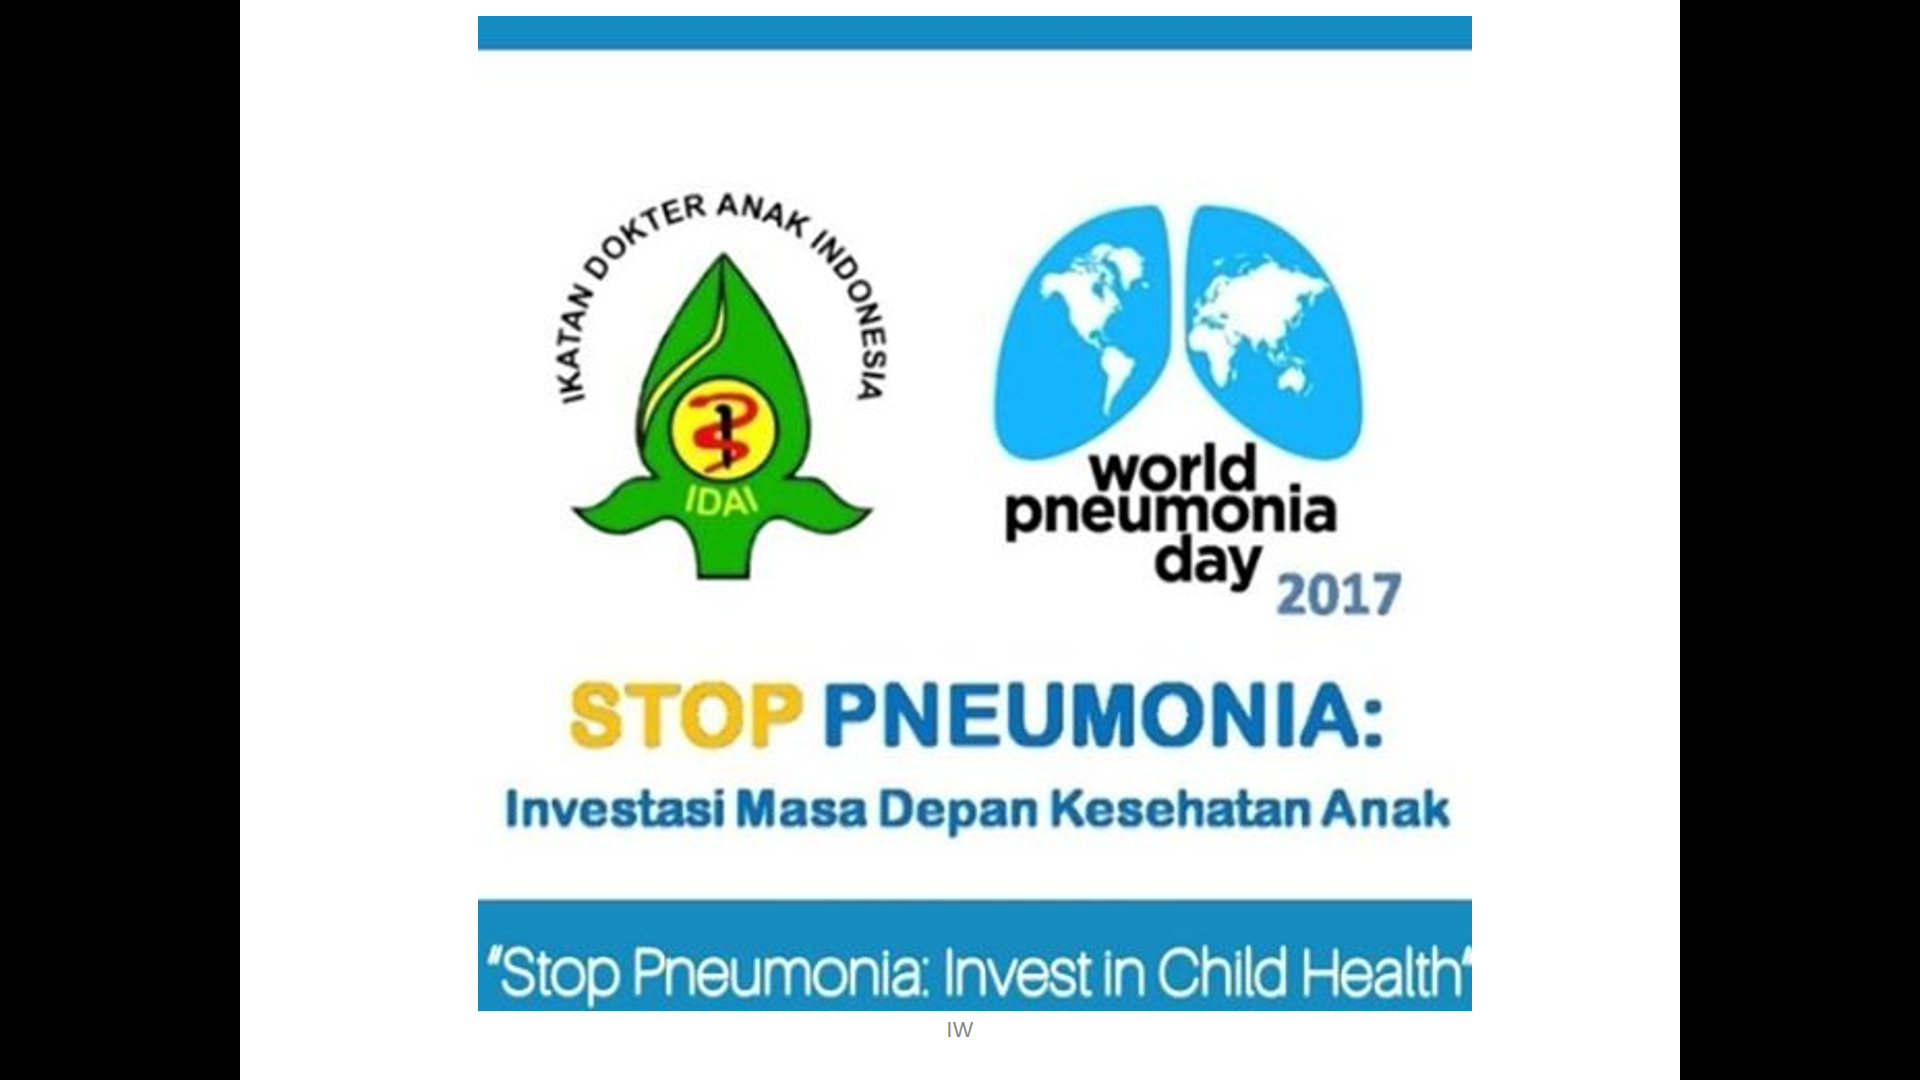 IKATAN DOKTER ANAK INDONESIA
IDAI
world
pneumonia
day
2017
STOP PNEUMONIA:
Investasi Masa Depan Kesehatan Anak
“Stop Pneumonia: Invest in Child Health“
IW